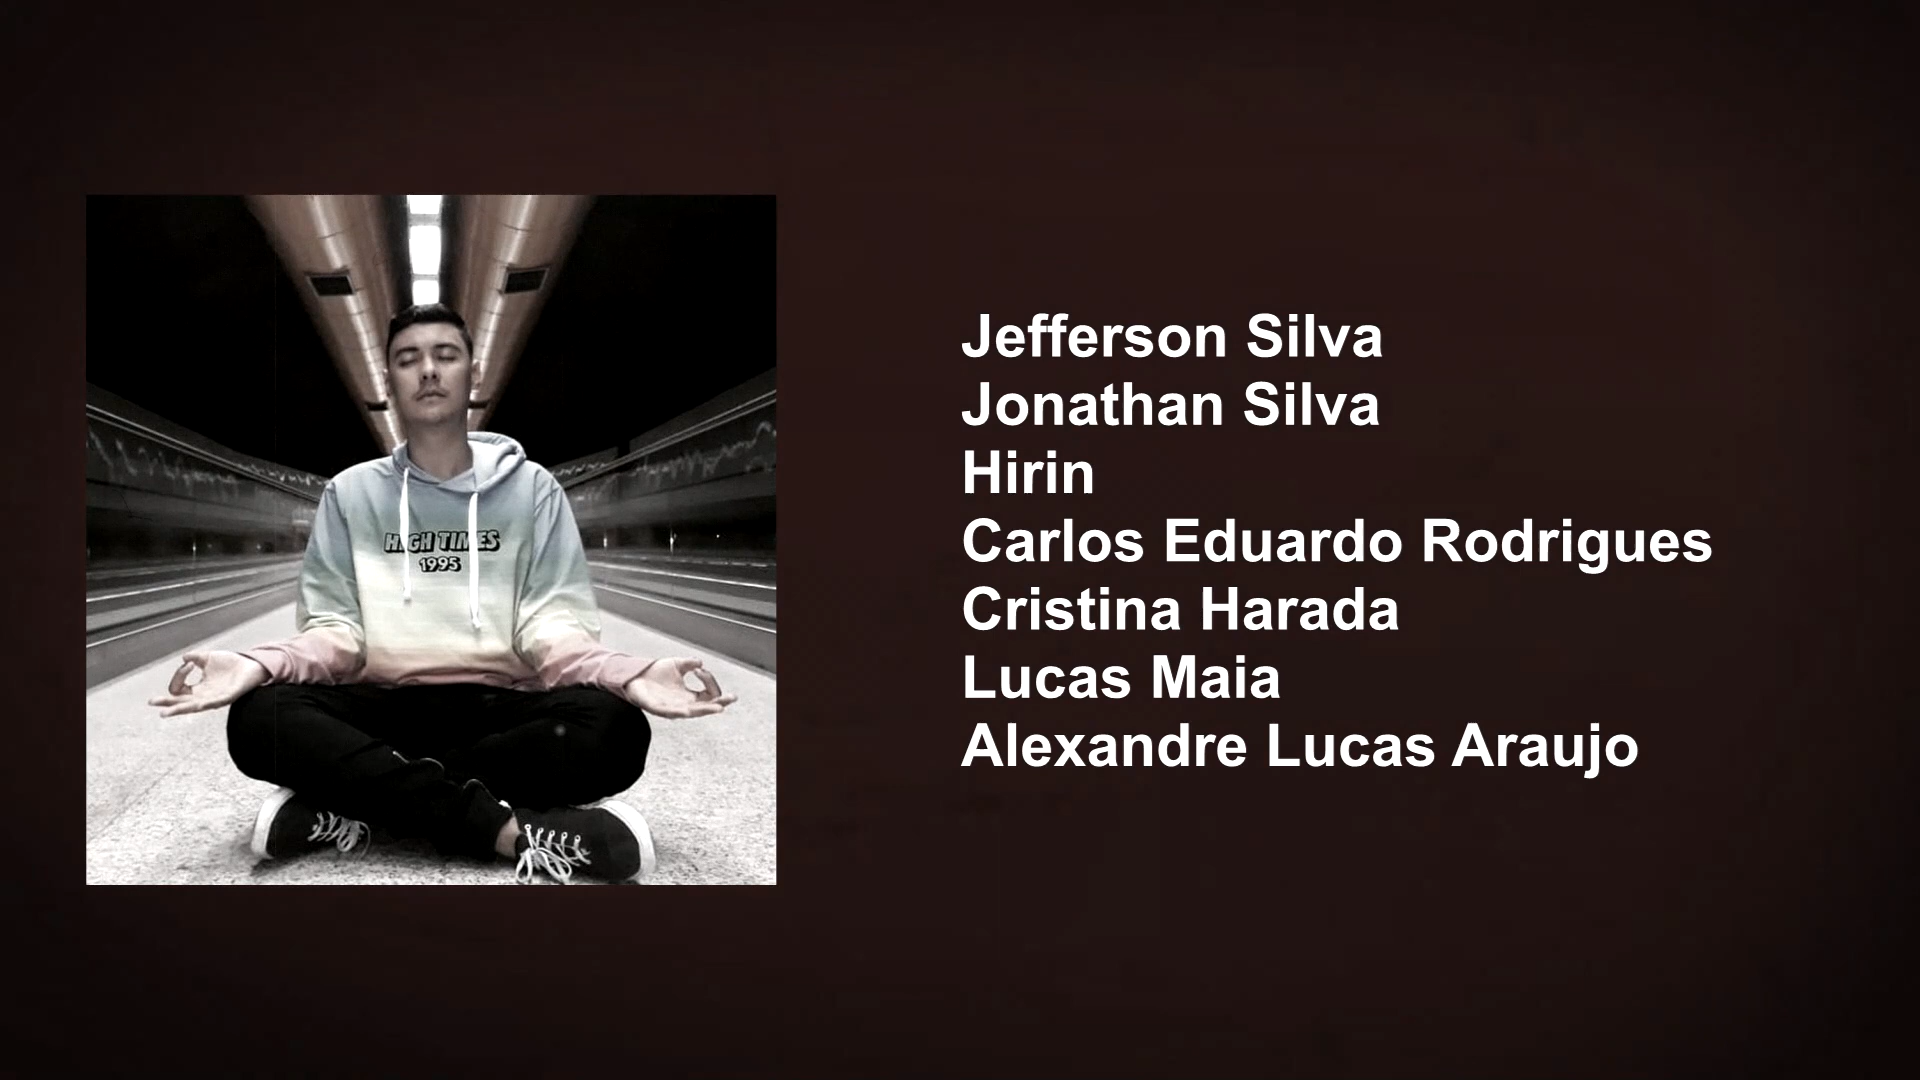 HIGH TIMES
1995
Jefferson Silva
Jonathan Silva
Hirin
Carlos Eduardo Rodrigues
Cristina Harada
Lucas Maia
Alexandre Lucas Araujo